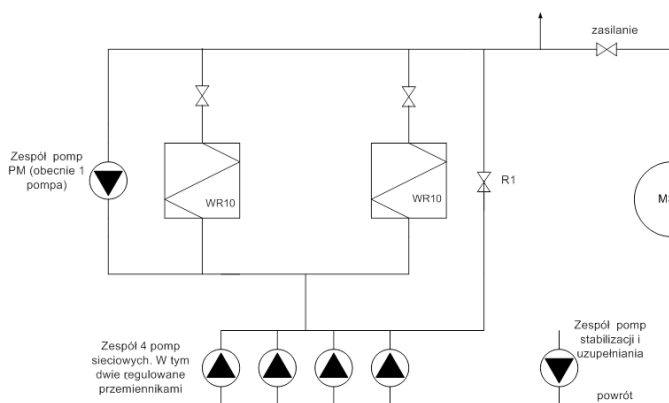 zasilanie
Zespół pomp
PM (obecnie 1
pompa)
WR10
WR10
R1
Zespół 4 pomp
sieciowych. W tym
dwie regulowane
przemiennikami
Zespół pomp
stabilizacji i
uzupełniania
powrót